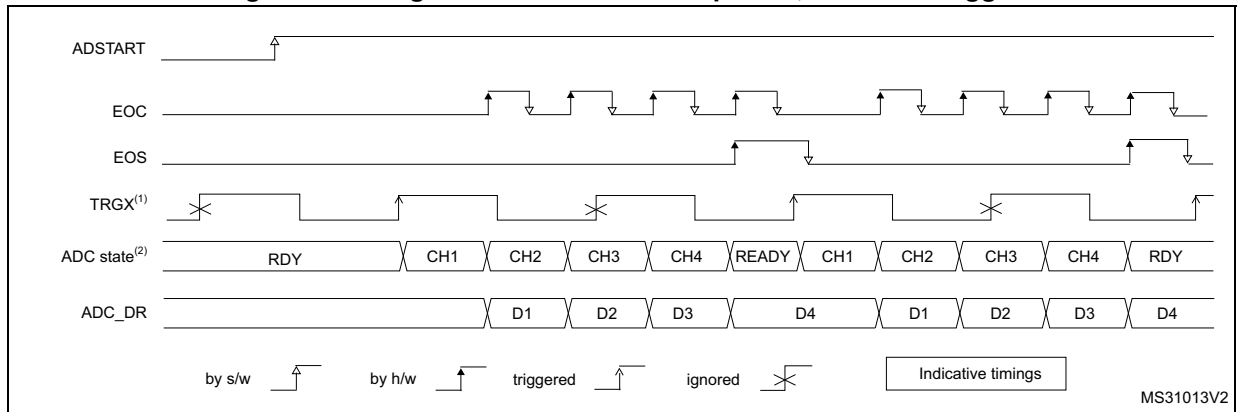 ADSTART
EOC
EOS
TRGX(1)
ADC state(2) RDY CH1 CH2 CH3 CH4 READY CH1 CH2 CH3 CH4 RDY
ADC_DR D1 D2 D3 D4 D1 D2 D3 D4
by s/w by h/w triggered ignored Indicative timings
MS31013V2